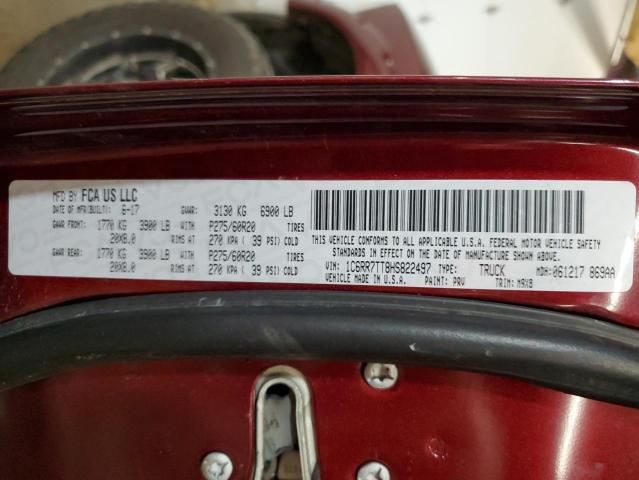 MFD BY FCA US LLC
DATE OF MFR(BUILT): 6-17 GVWR: 3130 KG 6900 LB
GAWR FRONT: 1770 KG 3900 LB P275/60R20 TIRES
20X8.0 RIMS AT 270 KPA ( 39 PSI) COLD
GAWR REAR: 1770 KG 3900 LB P275/60R20 TIRES
20X8.0 RIMS AT 270 KPA ( 39 PSI) COLD
THIS VEHICLE CONFORMS TO ALL APPLICABLE U.S.A. FEDERAL MOTOR VEHICLE SAFETY
STANDARDS IN EFFECT ON THE DATE OF MANUFACTURE SHOWN ABOVE.
VIN: 1C6RR7TT8HS822497 TYPE: TRUCK MDH: 061217 869AA
VEHICLE MADE IN U.S.A. PAINT: PRV TRIM: M9X8